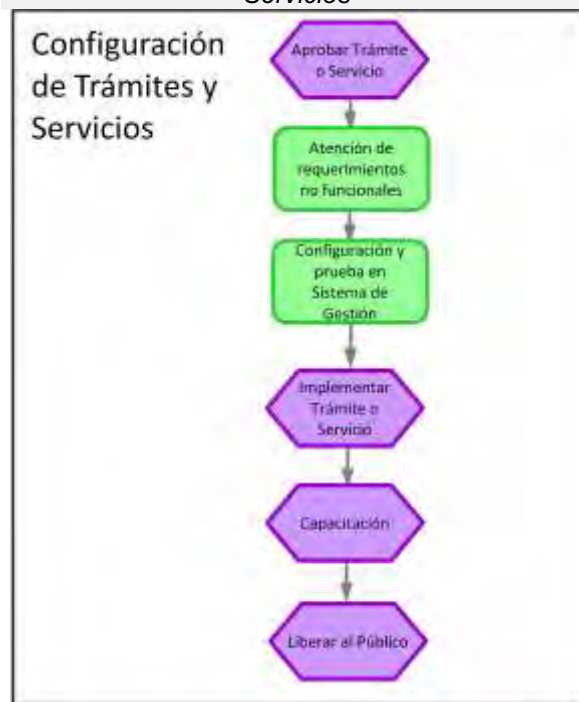 Servicios
Configuración
de Trámites y
Servicios
Aprobar Trámite
o Servicio
Atención de
requerimientos
no funcionales
Configuración y
prueba en
Sistema de
Gestión
Implementar
Trámite o
Servicio
Capacitación
Liberar al Público